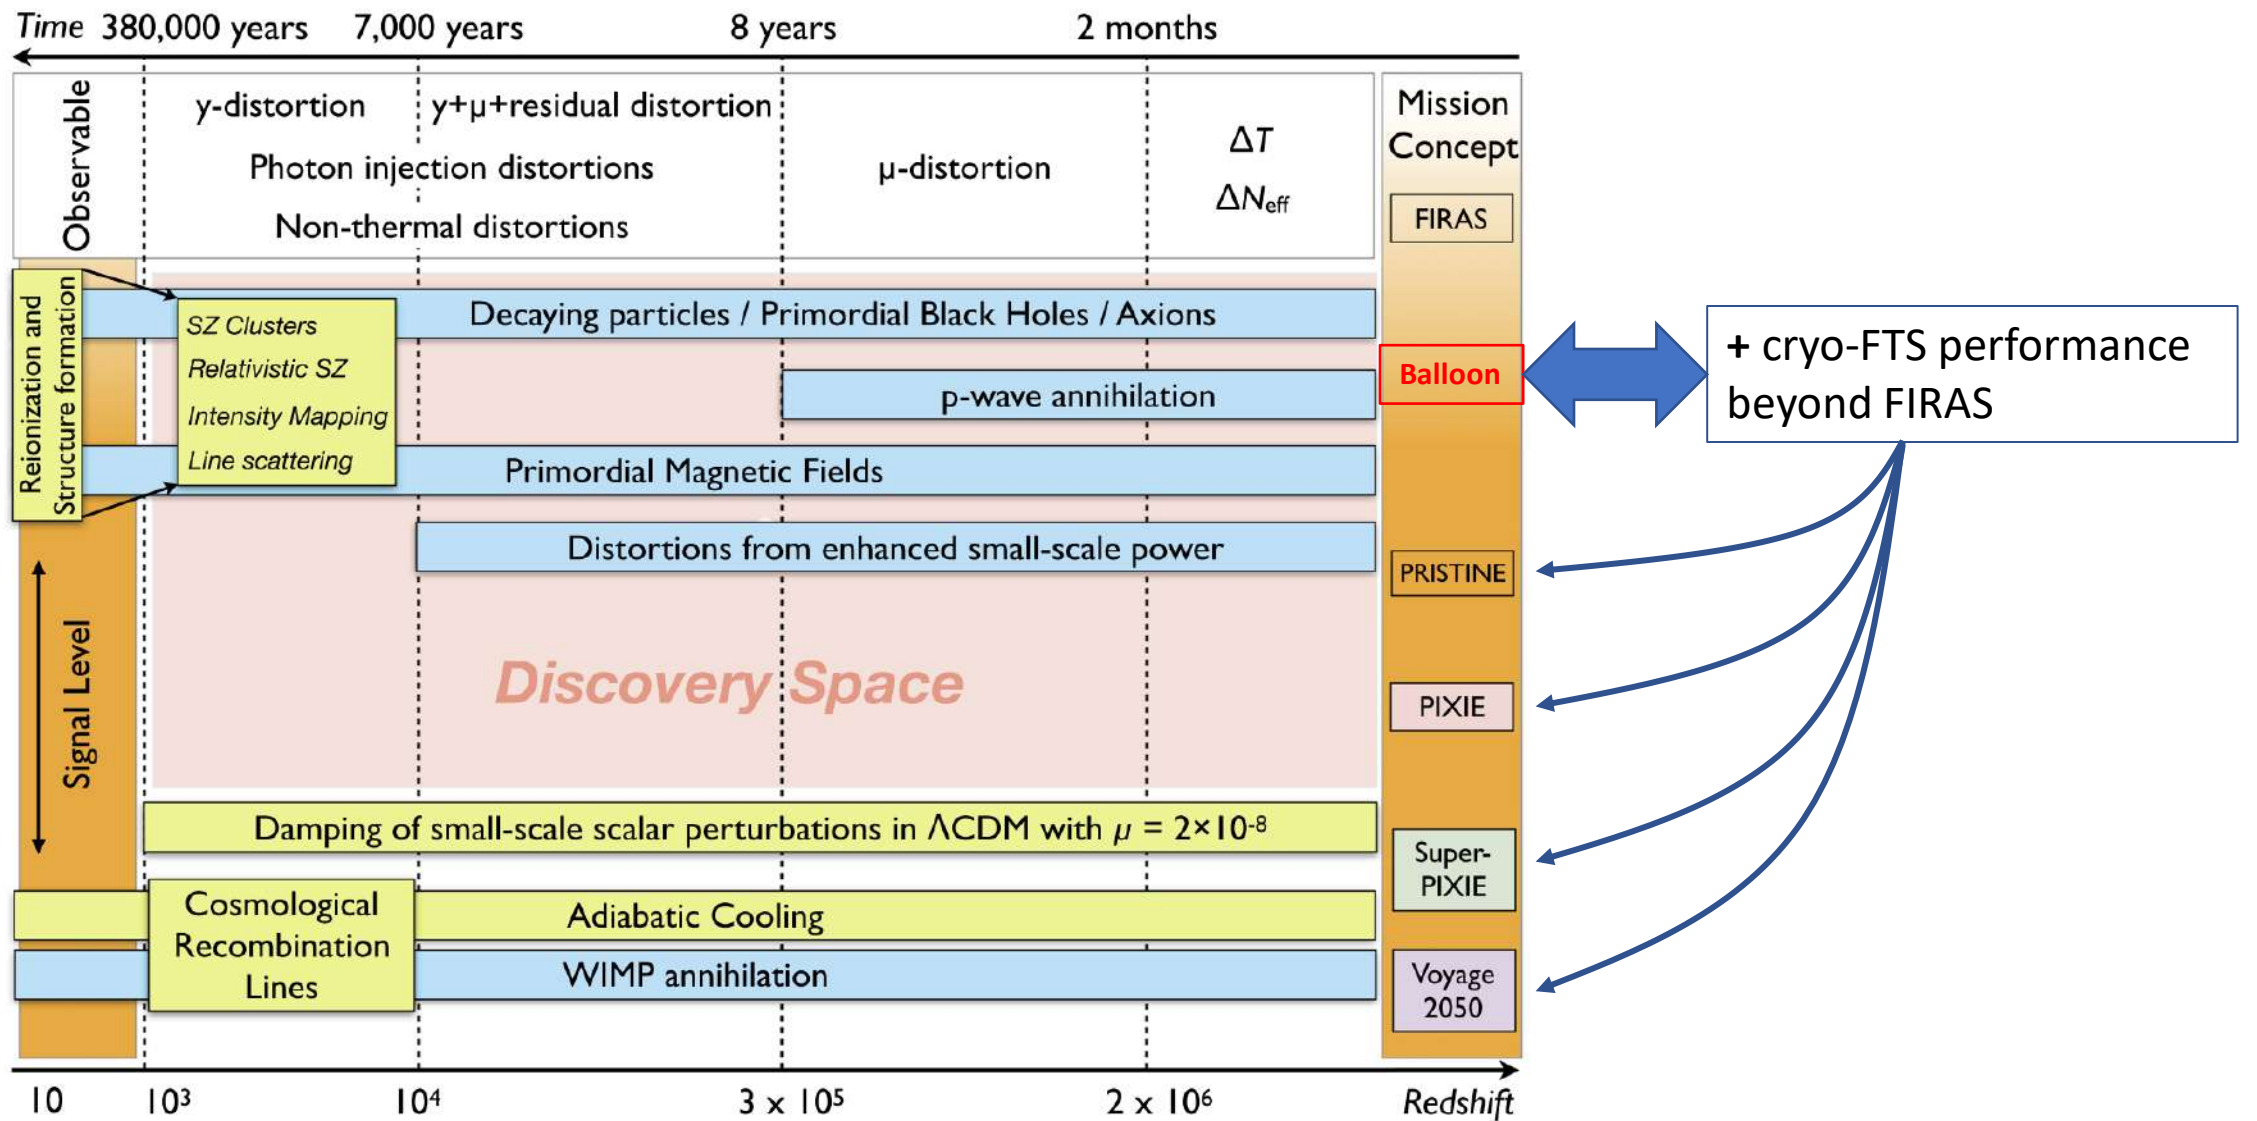 Time 380,000 years 7,000 years 8 years 2 months
Observable
y-distortion
y+μ+residual distortion
Photon injection distortions
Non-thermal distortions
μ-distortion
ΔT
ΔNeff
Mission
Concept
FIRAS
Reionization and
Structure formation
SZ Clusters
Relativistic SZ
Intensity Mapping
Line scattering
Decaying particles / Primordial Black Holes / Axions
p-wave annihilation
Balloon
+ cryo-FTS performance
beyond FIRAS
Primordial Magnetic Fields
Distortions from enhanced small-scale power
PRISTINE
Signal Level
Discovery Space
PIXIE
Damping of small-scale scalar perturbations in ΛCDM with μ = 2×10⁻⁸
Super-
PIXIE
Cosmological
Recombination
Lines
Adiabatic Cooling
WIMP annihilation
Voyage
2050
10 10³ 10⁴ 3 x 10⁵ 2 x 10⁶ Redshift